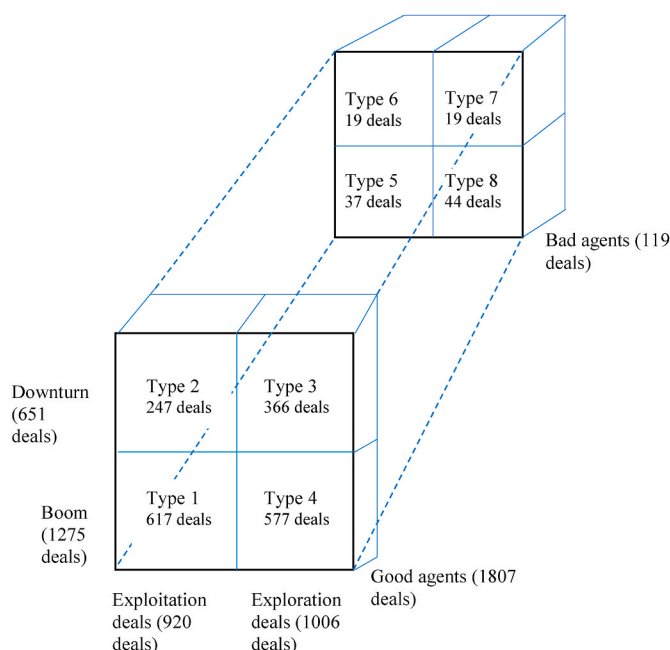 Type 6
19 deals
Type 7
19 deals
Type 5
37 deals
Type 8
44 deals
Bad agents (119
deals)
Downturn
(651
deals)
Type 2
247 deals
Type 3
366 deals
Boom
(1275
deals)
Type 1
617 deals
Type 4
577 deals
Good agents (1807
deals)
Exploitation
deals (920
deals)
Exploration
deals (1006
deals)